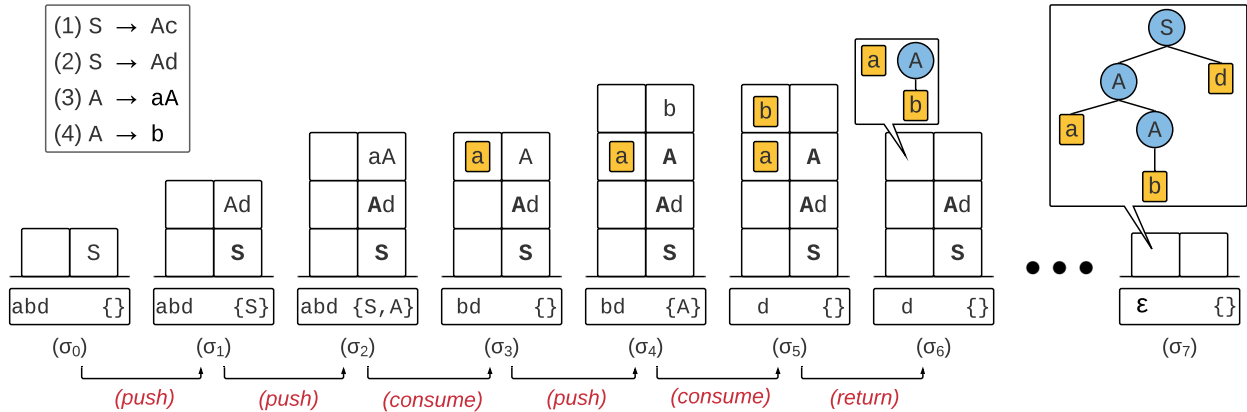 (1) S → Ac
(2) S → Ad
(3) A → aA
(4) A → b
a A
b
S
A d
a A
b
b b
aA a A a A a A
Ad Ad Ad Ad Ad Ad
S S S S S S S
abd {} abd {S} abd {S,A} bd {} bd {A} d {} d {} ε {}
(σ0) (σ1) (σ2) (σ3) (σ4) (σ5) (σ6) (σ7)
(push) (push) (consume) (push) (consume) (return)